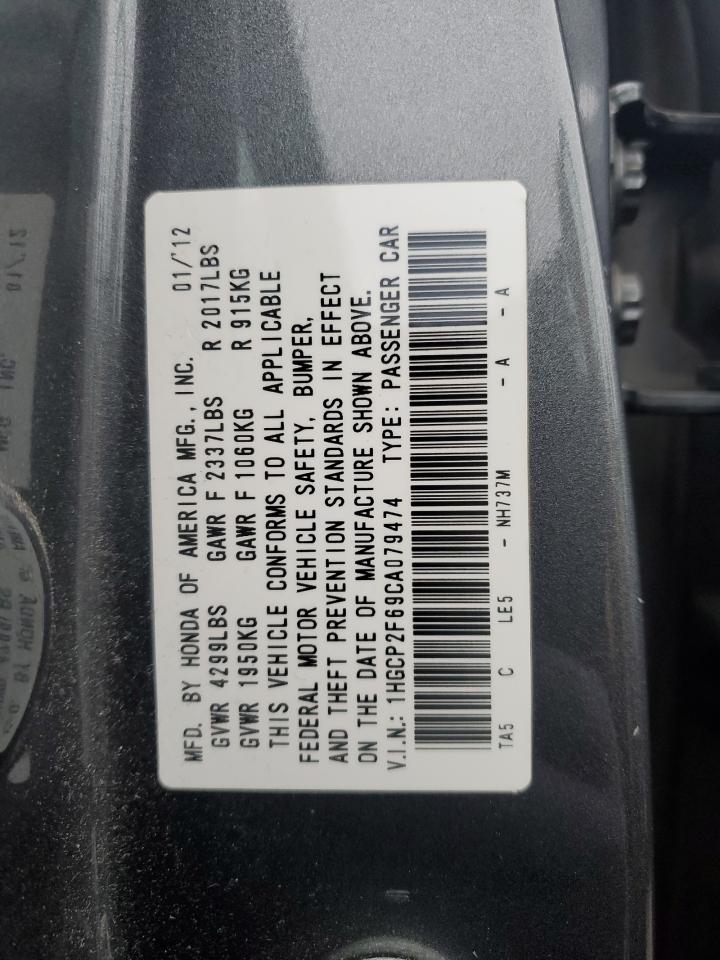 MFD. BY HONDA OF AMERICA MFG., INC. 01/'12
GVWR 4299LBS GAWR F 2337LBS R 2017LBS
GVWR 1950KG GAWR F 1060KG R 915KG
THIS VEHICLE CONFORMS TO ALL APPLICABLE
FEDERAL MOTOR VEHICLE SAFETY, BUMPER,
AND THEFT PREVENTION STANDARDS IN EFFECT
ON THE DATE OF MANUFACTURE SHOWN ABOVE.
V.I.N.: 1HGCP2F69CA079474 TYPE: PASSENGER CAR
TA5 C LE5 - NH737M - A - A